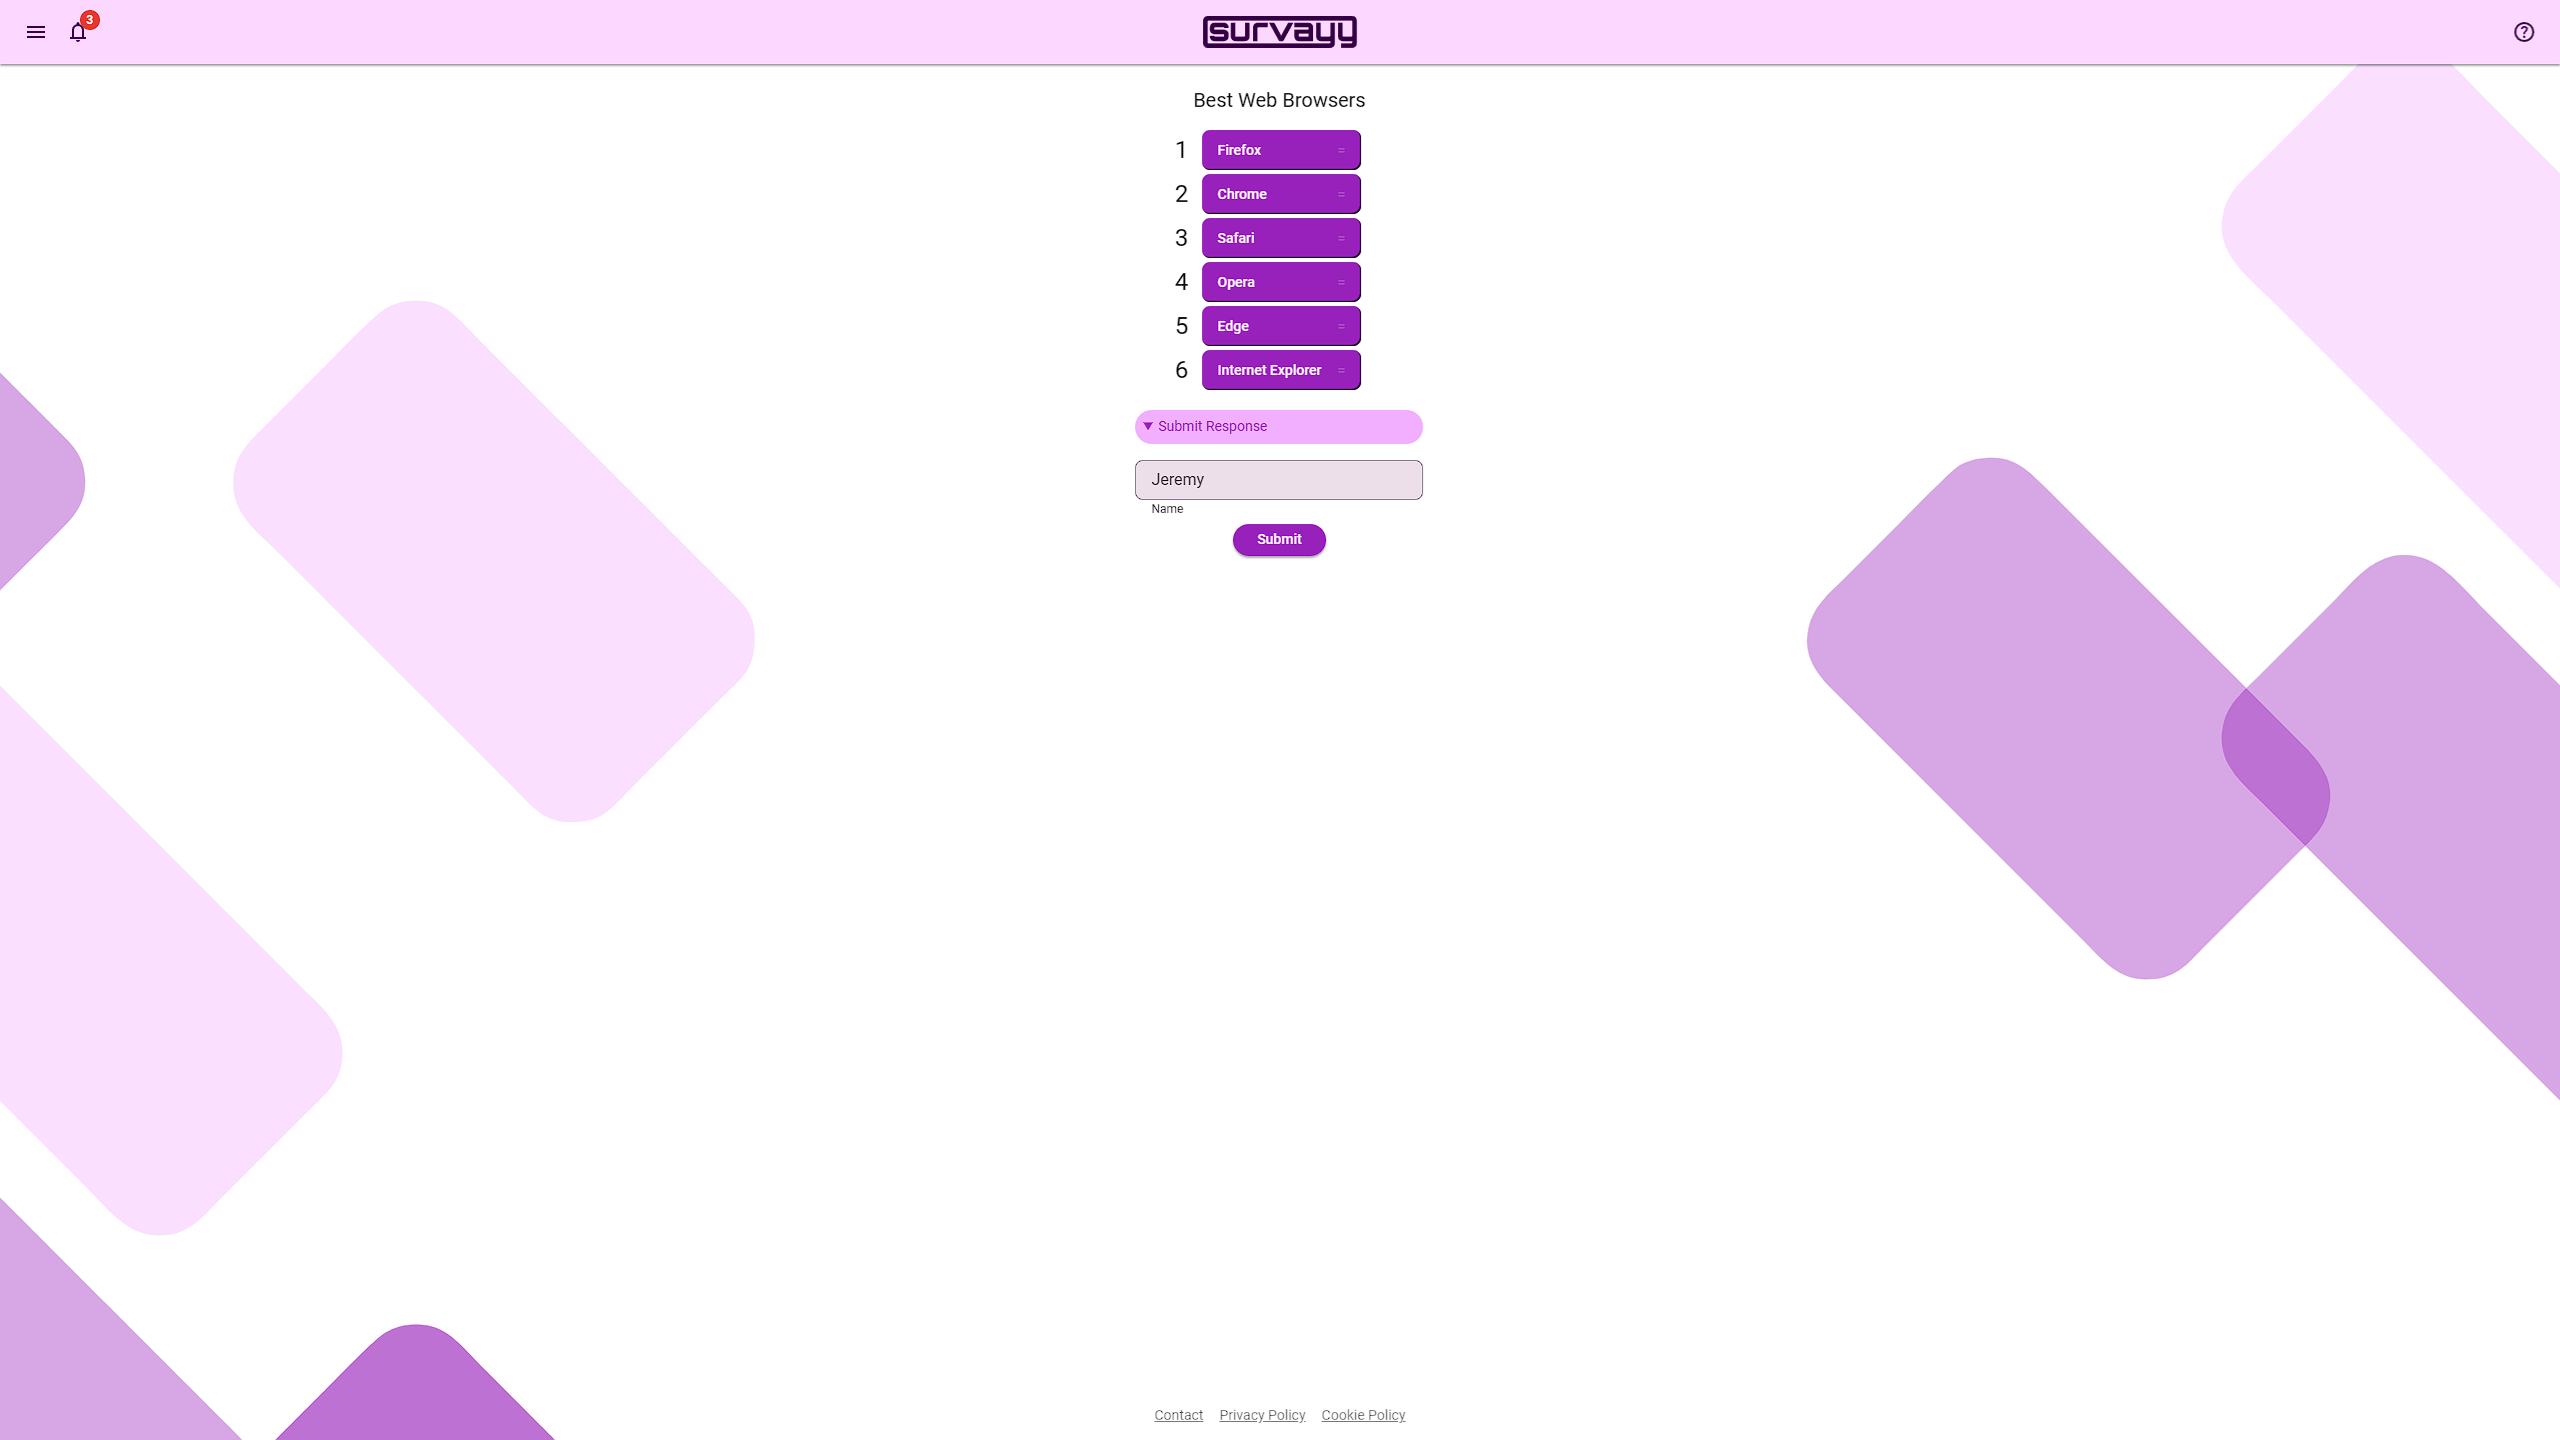 3
survayy
Best Web Browsers
1 Firefox =
2 Chrome =
3 Safari =
4 Opera =
5 Edge =
6 Internet Explorer =
▼ Submit Response
Jeremy
Name
Submit
Contact Privacy Policy Cookie Policy